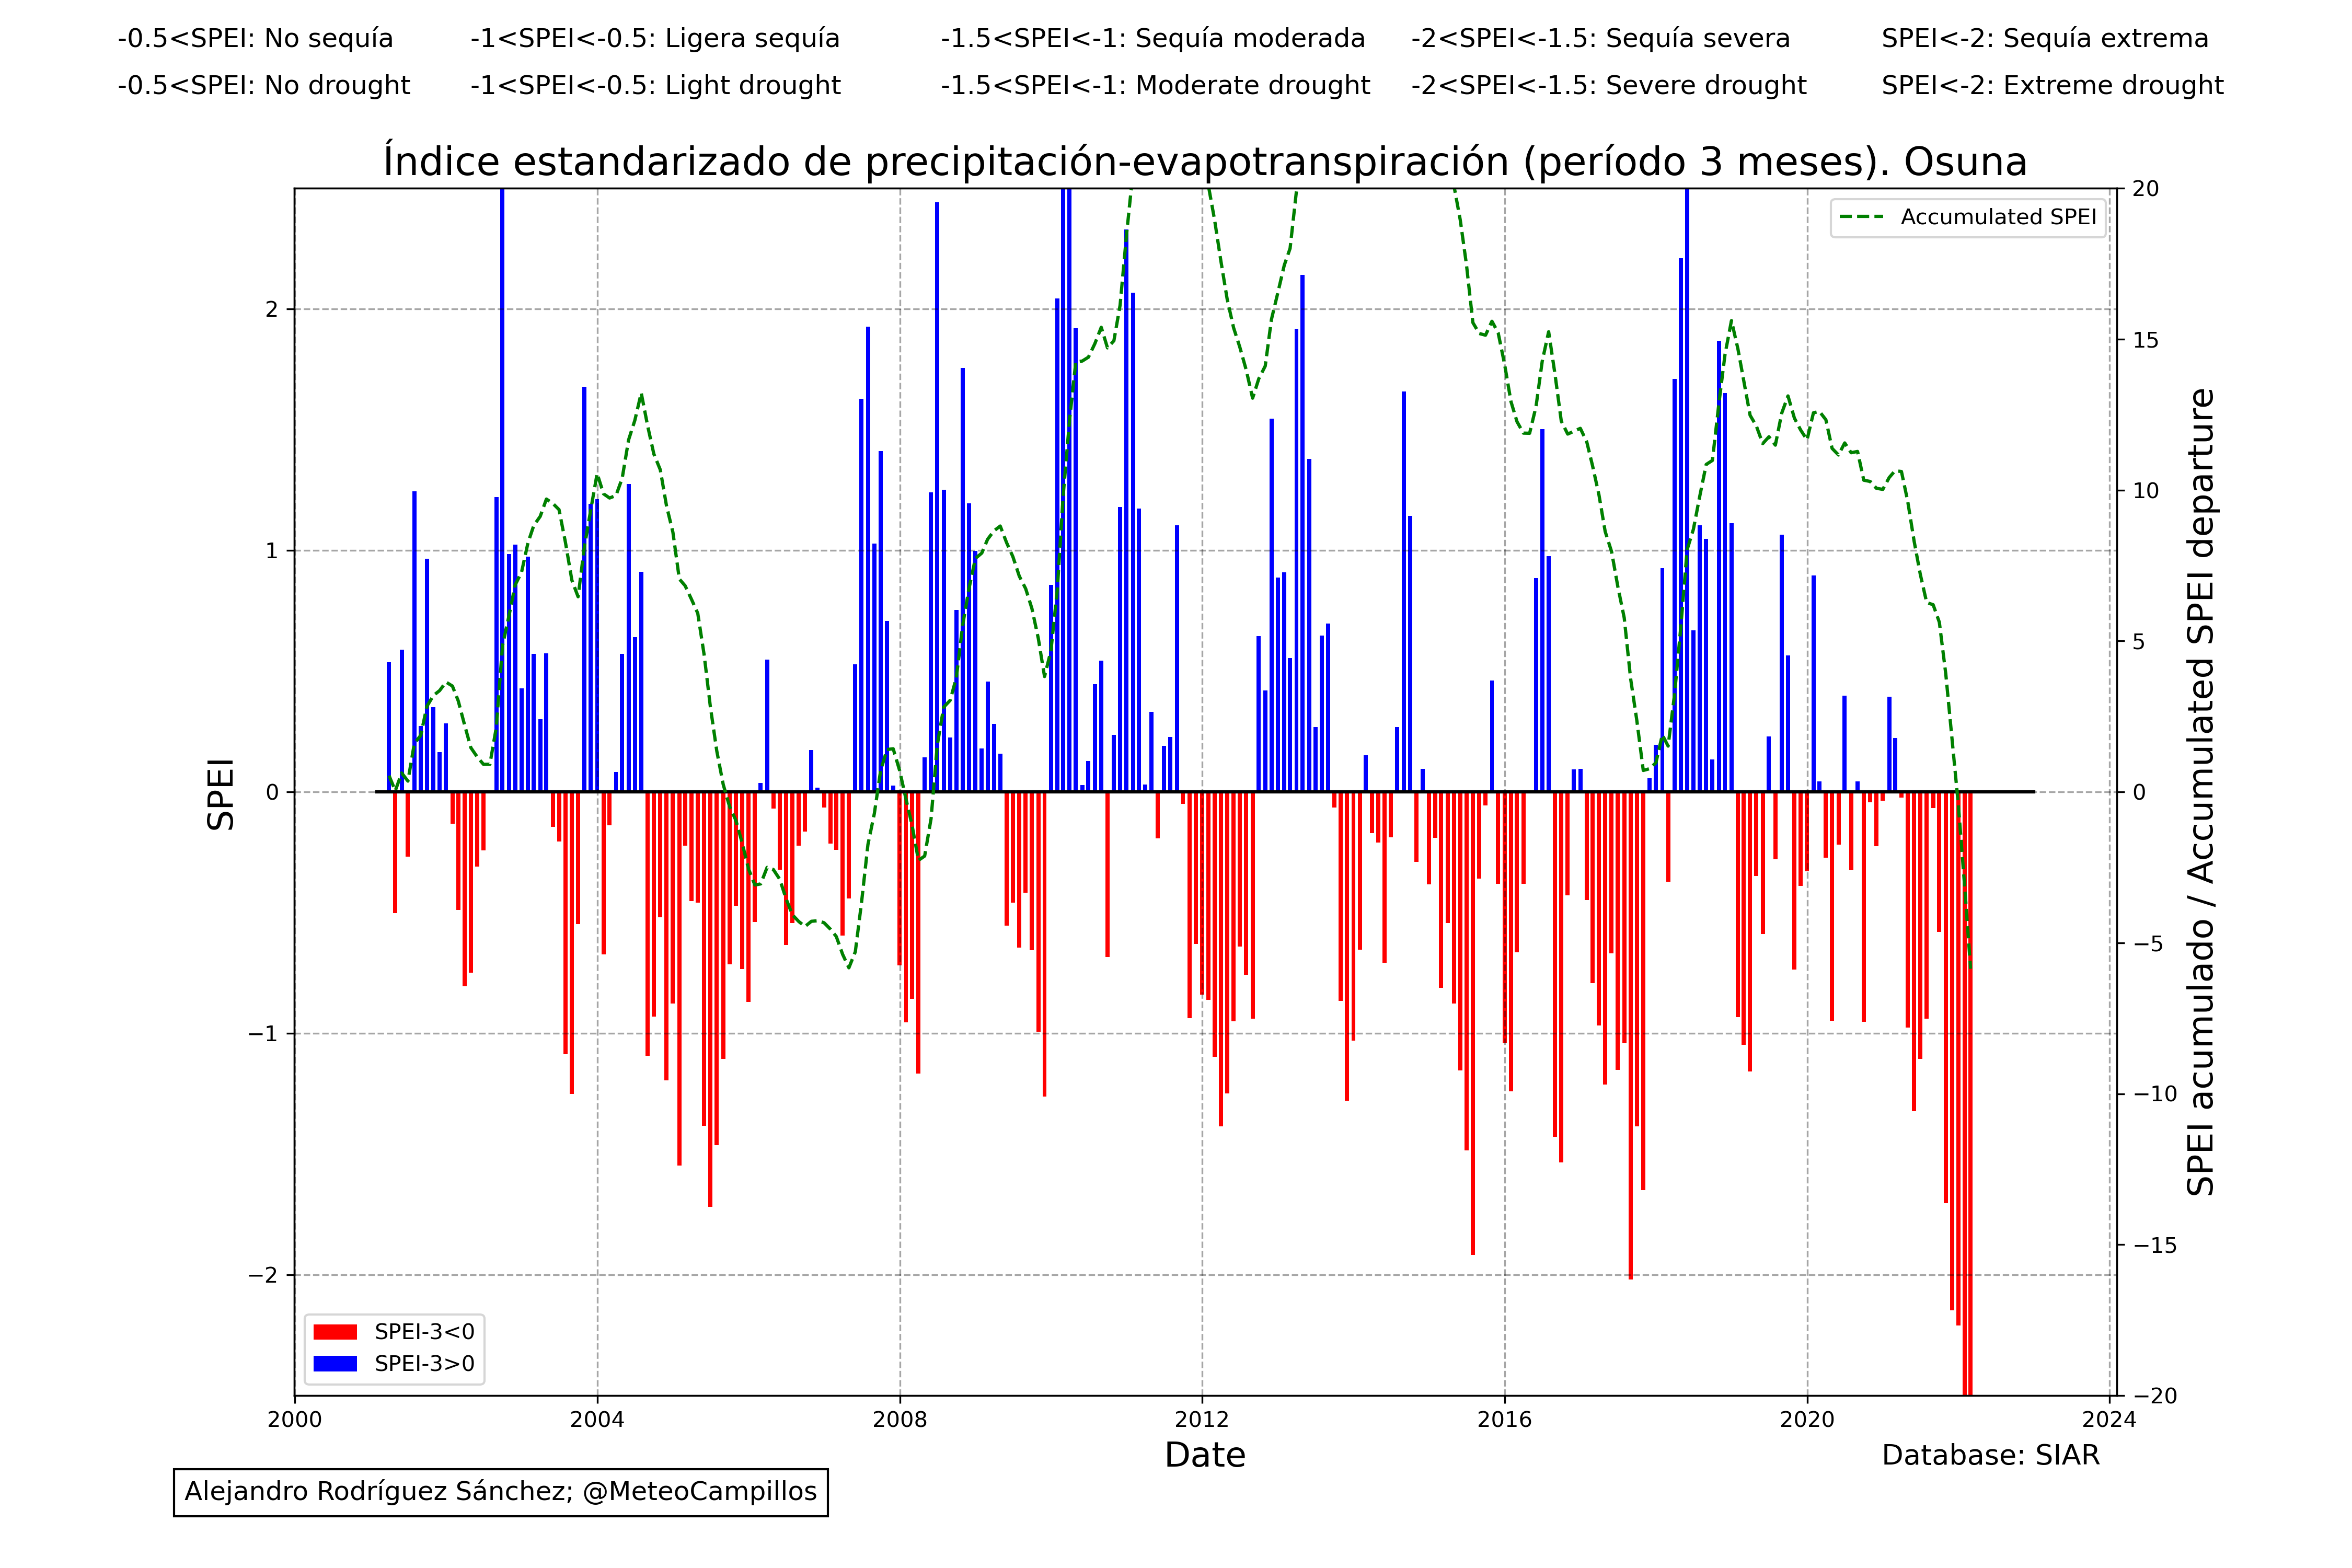 -0.5<SPEI: No sequía -1<SPEI<-0.5: Ligera sequía -1.5<SPEI<-1: Sequía moderada -2<SPEI<-1.5: Sequía severa SPEI<-2: Sequía extrema
-0.5<SPEI: No drought -1<SPEI<-0.5: Light drought -1.5<SPEI<-1: Moderate drought -2<SPEI<-1.5: Severe drought SPEI<-2: Extreme drought
Índice estandarizado de precipitación-evapotranspiración (período 3 meses). Osuna
Accumulated SPEI
2
1
0
−1
−2
SPEI
20
15
10
5
0
−5
−10
−15
−20
SPEI acumulado / Accumulated SPEI departure
SPEI-3<0
SPEI-3>0
2000 2004 2008 2012 2016 2020 2024
Date
Database: SIAR
Alejandro Rodríguez Sánchez; @MeteoCampillos